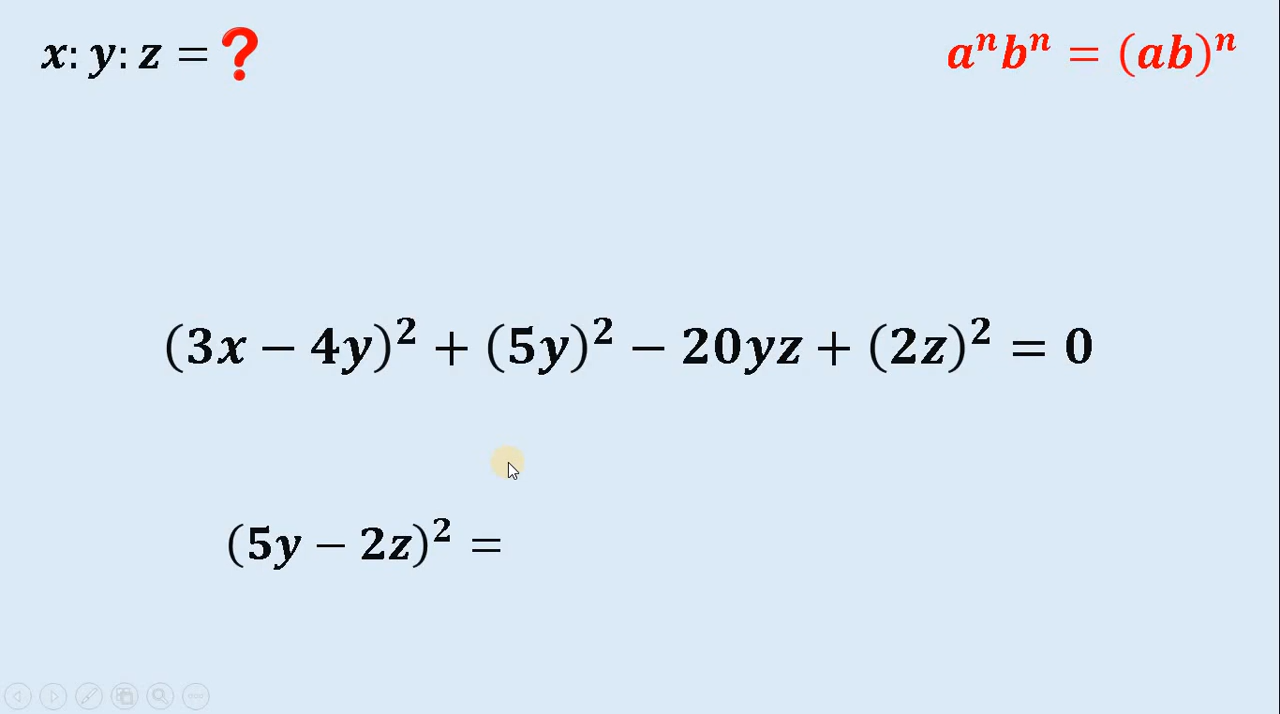 x: y: z = ❓
aⁿbⁿ = (ab)ⁿ
(3x − 4y)² + (5y)² − 20yz + (2z)² = 0
(5y − 2z)² =